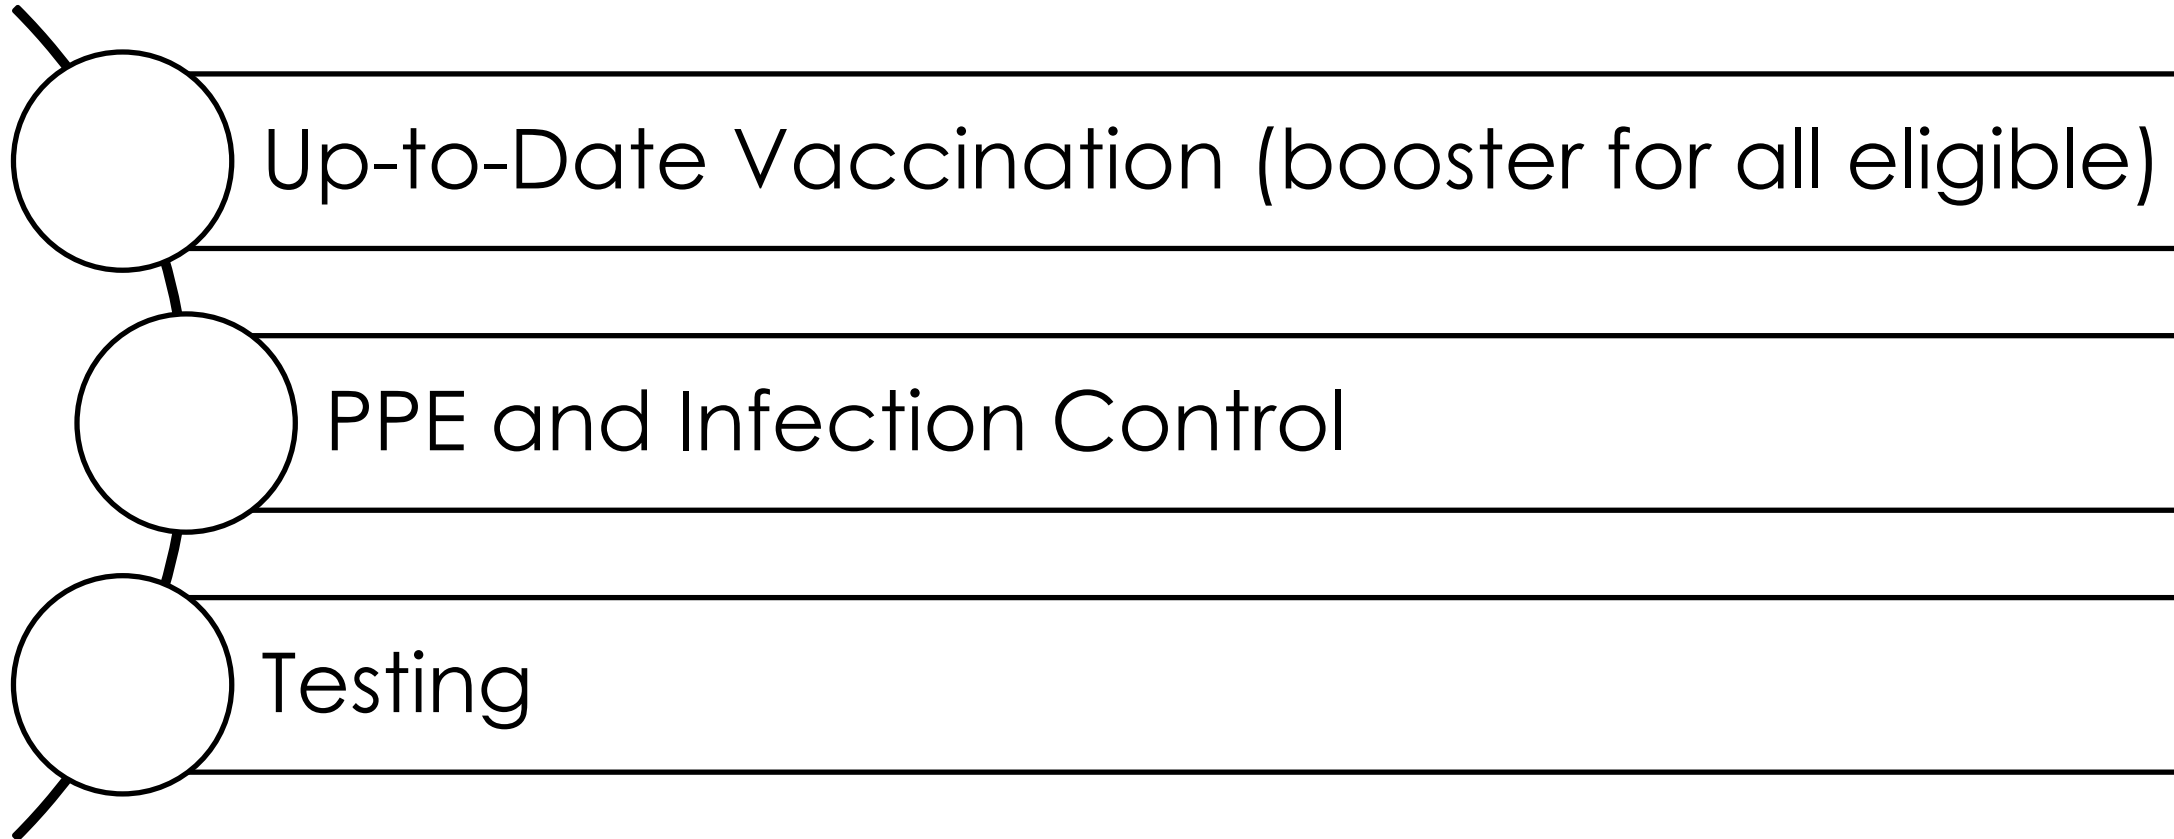 Up-to-Date Vaccination (booster for all eligible)
PPE and Infection Control
Testing